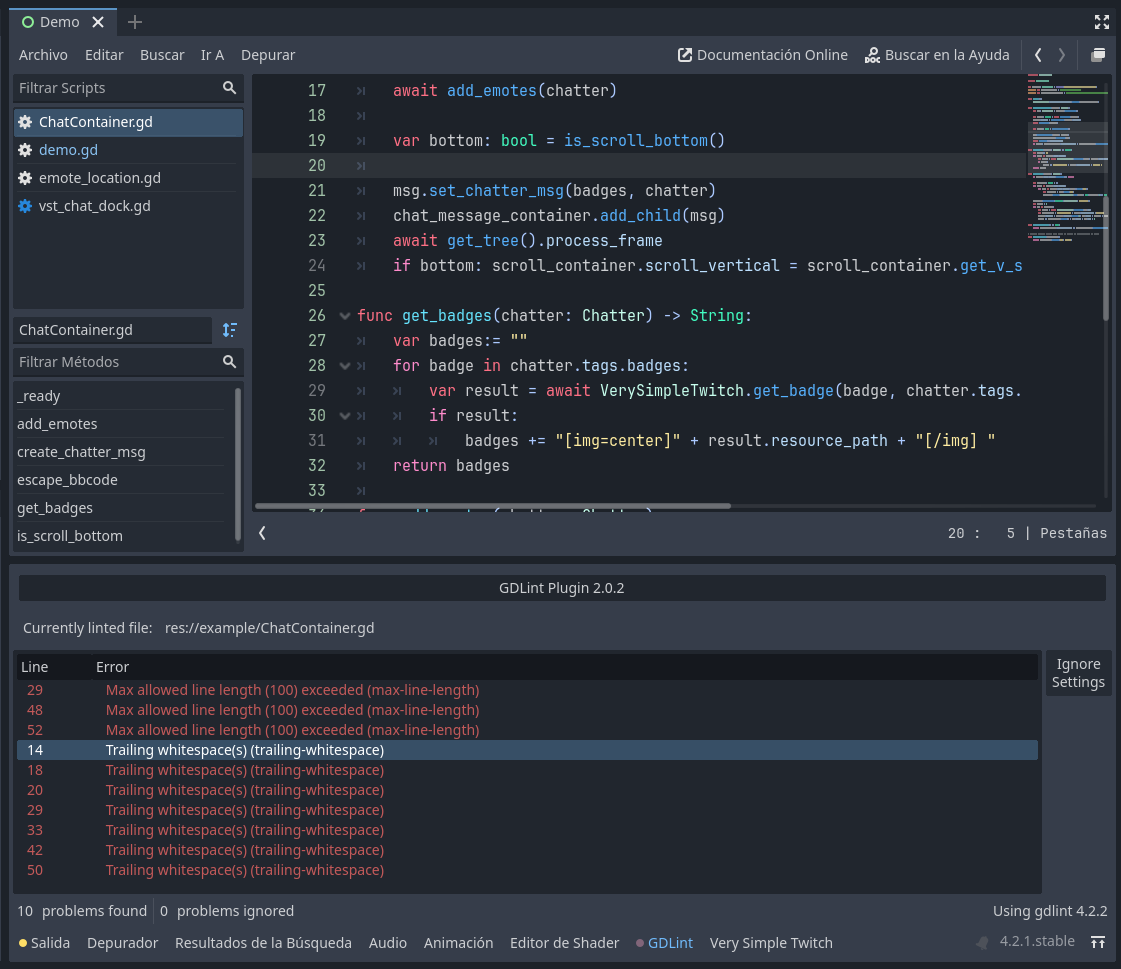 Demo
Archivo Editar Buscar Ir A Depurar Documentación Online Buscar en la Ayuda
Filtrar Scripts
ChatContainer.gd
demo.gd
emote_location.gd
vst_chat_dock.gd
ChatContainer.gd
Filtrar Métodos
_ready
add_emotes
create_chatter_msg
escape_bbcode
get_badges
is_scroll_bottom
17 await add_emotes(chatter)
18
19 var bottom: bool = is_scroll_bottom()
20
21 msg.set_chatter_msg(badges, chatter)
22 chat_message_container.add_child(msg)
23 await get_tree().process_frame
24 if bottom: scroll_container.scroll_vertical = scroll_container.get_v_s
25
26 func get_badges(chatter: Chatter) -> String:
27 var badges:= ""
28 for badge in chatter.tags.badges:
29 var result = await VerySimpleTwitch.get_badge(badge, chatter.tags.
30 if result:
31 badges += "[img=center]" + result.resource_path + "[/img] "
32 return badges
33
20 : 5 | Pestañas
GDLint Plugin 2.0.2
Currently linted file: res://example/ChatContainer.gd
Line Error
29 Max allowed line length (100) exceeded (max-line-length)
48 Max allowed line length (100) exceeded (max-line-length)
52 Max allowed line length (100) exceeded (max-line-length)
14 Trailing whitespace(s) (trailing-whitespace)
18 Trailing whitespace(s) (trailing-whitespace)
20 Trailing whitespace(s) (trailing-whitespace)
29 Trailing whitespace(s) (trailing-whitespace)
33 Trailing whitespace(s) (trailing-whitespace)
42 Trailing whitespace(s) (trailing-whitespace)
50 Trailing whitespace(s) (trailing-whitespace)
Ignore
Settings
10 problems found 0 problems ignored Using gdlint 4.2.2
Salida Depurador Resultados de la Búsqueda Audio Animación Editor de Shader GDLint Very Simple Twitch 4.2.1.stable